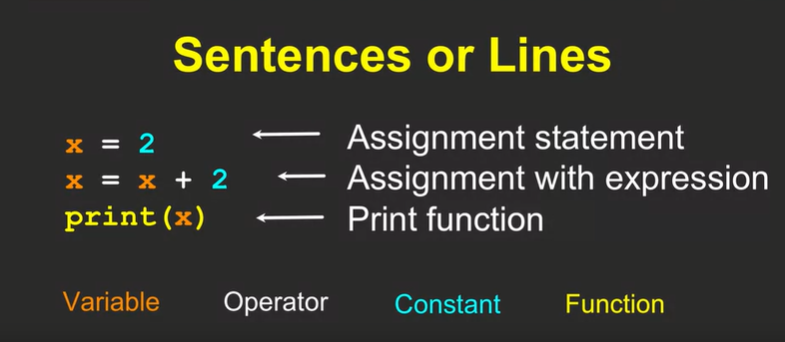 Sentences or Lines
x = 2 Assignment statement
x = x + 2 Assignment with expression
print(x) Print function
Variable Operator Constant Function